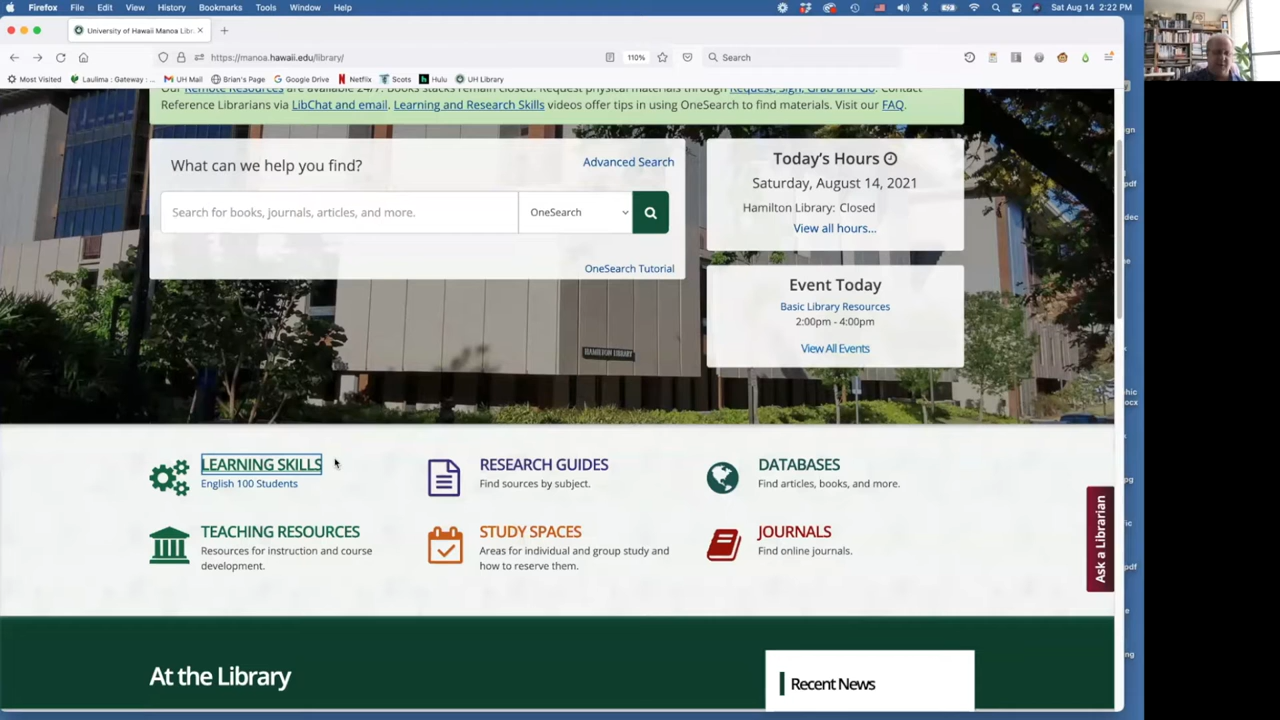 Firefox File Edit View History Bookmarks Tools Window Help
Sat Aug 14 2:22 PM
University of Hawaii Manoa Libr
https://manoa.hawaii.edu/library/
110%
Search
Most Visited
Laulima : Gateway : ...
UH Mail
Brian's Page
Google Drive
Netflix
Scots
Hulu
UH Library
Our Remote Resources are available 24/7. Books stacks remain closed. Request physical materials through Request, Sign, Grab and Go. Contact
Reference Librarians via LibChat and email. Learning and Research Skills videos offer tips in using OneSearch to find materials. Visit our FAQ.
What can we help you find?
Advanced Search
Search for books, journals, articles, and more.
OneSearch
OneSearch Tutorial
Today's Hours
Saturday, August 14, 2021
Hamilton Library: Closed
View all hours...
Event Today
Basic Library Resources
2:00pm - 4:00pm
View All Events
HAMILTON LIBRARY
LEARNING SKILLS
English 100 Students
RESEARCH GUIDES
Find sources by subject.
DATABASES
Find articles, books, and more.
TEACHING RESOURCES
Resources for instruction and course
development.
STUDY SPACES
Areas for individual and group study and
how to reserve them.
JOURNALS
Find online journals.
Ask a Librarian
At the Library
Recent News